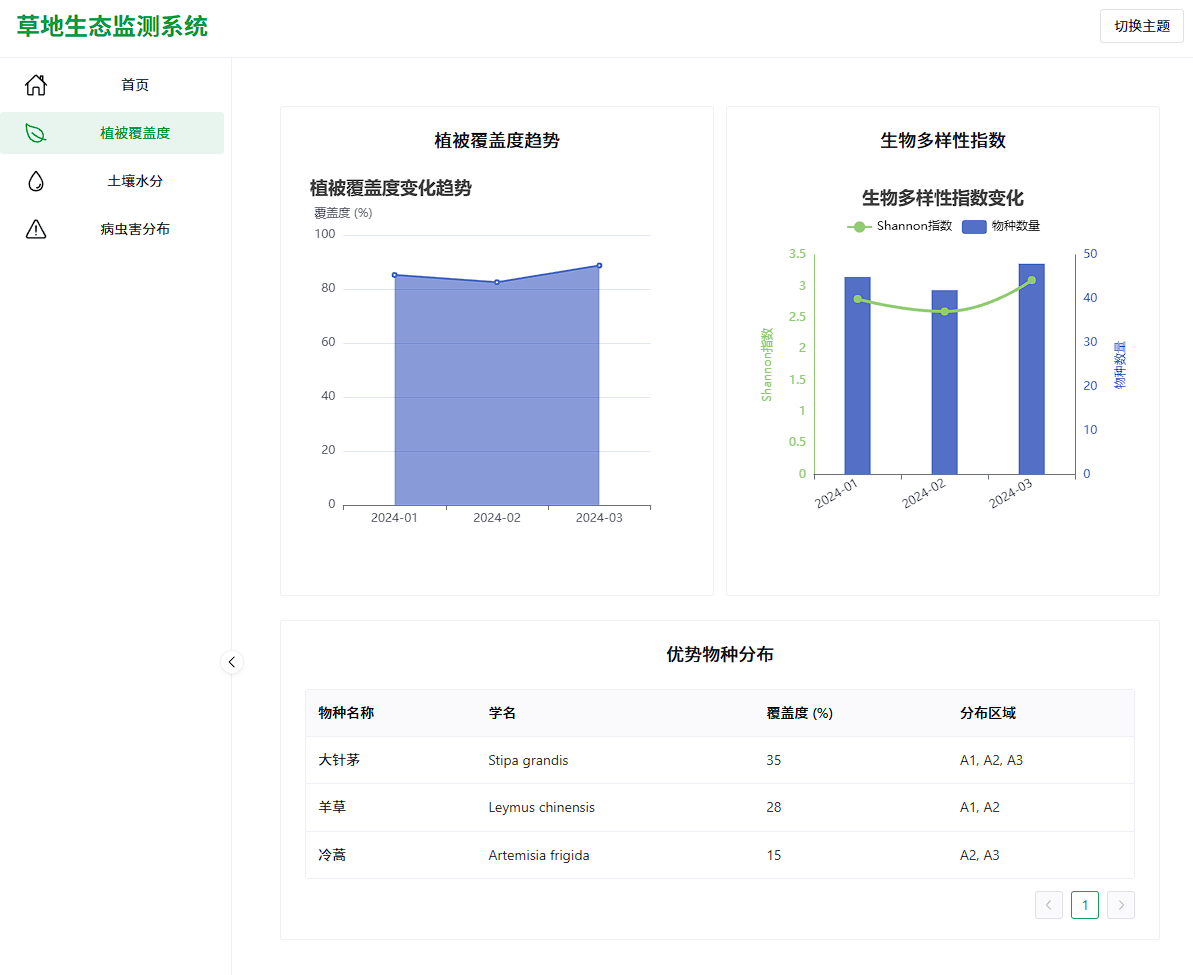 草地生态监测系统
切换主题
首页
植被覆盖度
土壤水分
病虫害分布
植被覆盖度趋势
植被覆盖度变化趋势
覆盖度 (%)
100
80
60
40
20
0
2024-01 2024-02 2024-03
生物多样性指数
生物多样性指数变化
Shannon指数 物种数量
Shannon指数
3.5
3
2.5
2
1.5
1
0.5
0
50
40
30
20
10
0
物种数量
2024-01 2024-02 2024-03
优势物种分布
物种名称 学名 覆盖度 (%) 分布区域
大针茅 Stipa grandis 35 A1, A2, A3
羊草 Leymus chinensis 28 A1, A2
冷蒿 Artemisia frigida 15 A2, A3
1